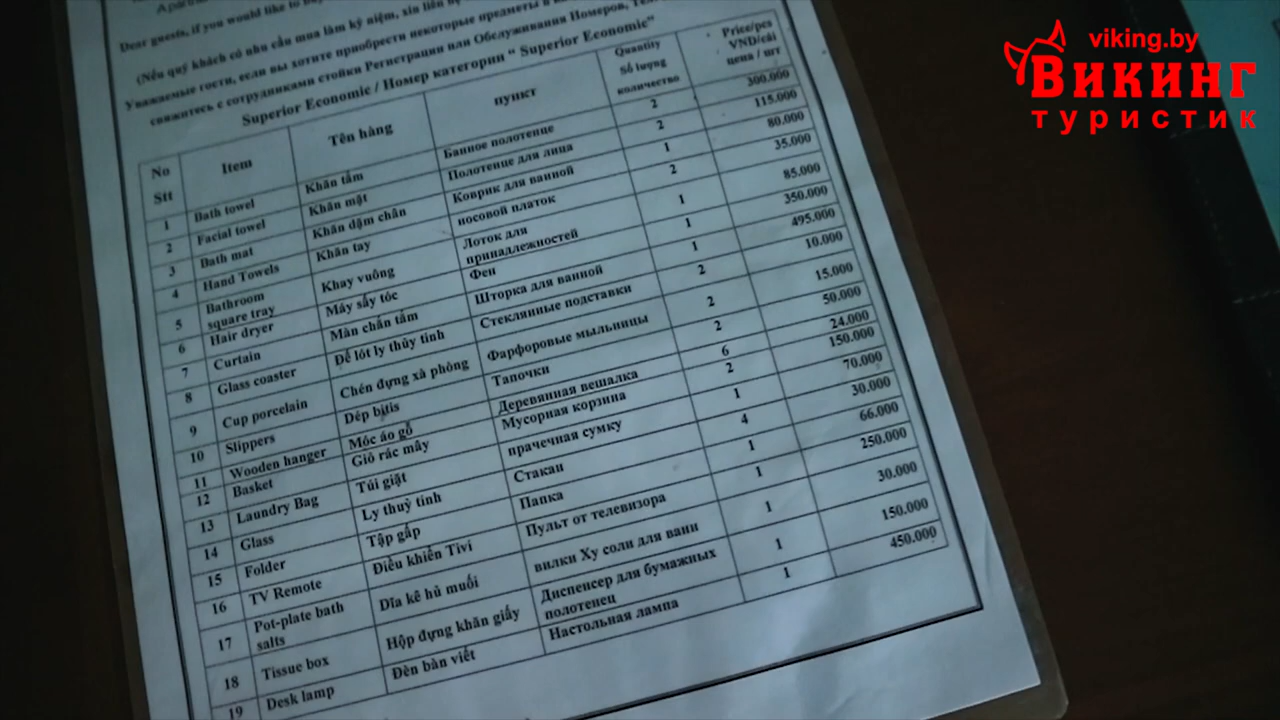 Dear guests, if you would like to
(Nếu quý khách có nhu cầu mua làm kỷ niệm, xin liên
Уважаемые гости, если вы хотите приобрести некоторые предметы в
свяжитесь с сотрудниками стойки Регистрации или Обслуживания Номеров,
Superior Economic / Номер категории “ Superior Economic”
No Stt Item Tên hàng пункт Quantity Số lượng количество Price/pcs VND/cái цена / шт
1 Bath towel Khăn tắm Банное полотенце 2 300.000
2 Facial towel Khăn mặt Полотенце для лица 2 115.000
3 Bath mat Khăn dậm chân Коврик для ванной 1 80.000
4 Hand Towels Khăn tay носовой платок 2 35.000
5 Bathroom square tray Khay vuông Лоток для принадлежностей 1 85.000
6 Hair dryer Máy sấy tóc Фен 1 350.000
7 Curtain Màn chắn tắm Шторка для ванной 1 495.000
8 Glass coaster Đế lót ly thủy tinh Стеклянные подставки 2 10.000
9 Cup porcelain Chén đựng xà phòng Фарфоровые мыльницы 2 15.000
10 Slippers Dép bitis Тапочки 2 50.000
11 Wooden hanger Móc áo gỗ Деревянная вешалка 6 24.000
12 Basket Giỏ rác mây Мусорная корзина 2 150.000
13 Laundry Bag Túi giặt прачечная сумку 1 70.000
14 Glass Ly thuỷ tinh Стакан 4 30.000
15 Folder Tập gấp Папка 1 66.000
16 TV Remote Điều khiển Tivi Пульт от телевизора 1 250.000
17 Pot-plate bath salts Dĩa kê hủ muối вилки Ху соли для ванн 1 30.000
18 Tissue box Hộp đựng khăn giấy Диспенсер для бумажных полотенец 1 150.000
19 Desk lamp Đèn bàn viết Настольная лампа 1 450.000
viking.by
Викинг
туристик